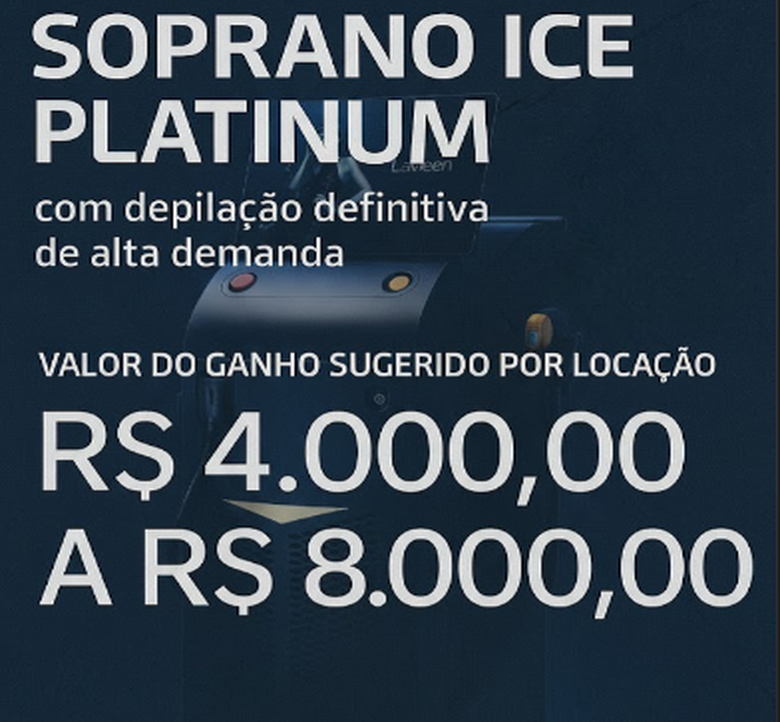 SOPRANO ICE
PLATINUM
com depilação definitiva
de alta demanda
VALOR DO GANHO SUGERIDO POR LOCAÇÃO
R$ 4.000,00
A R$ 8.000,00